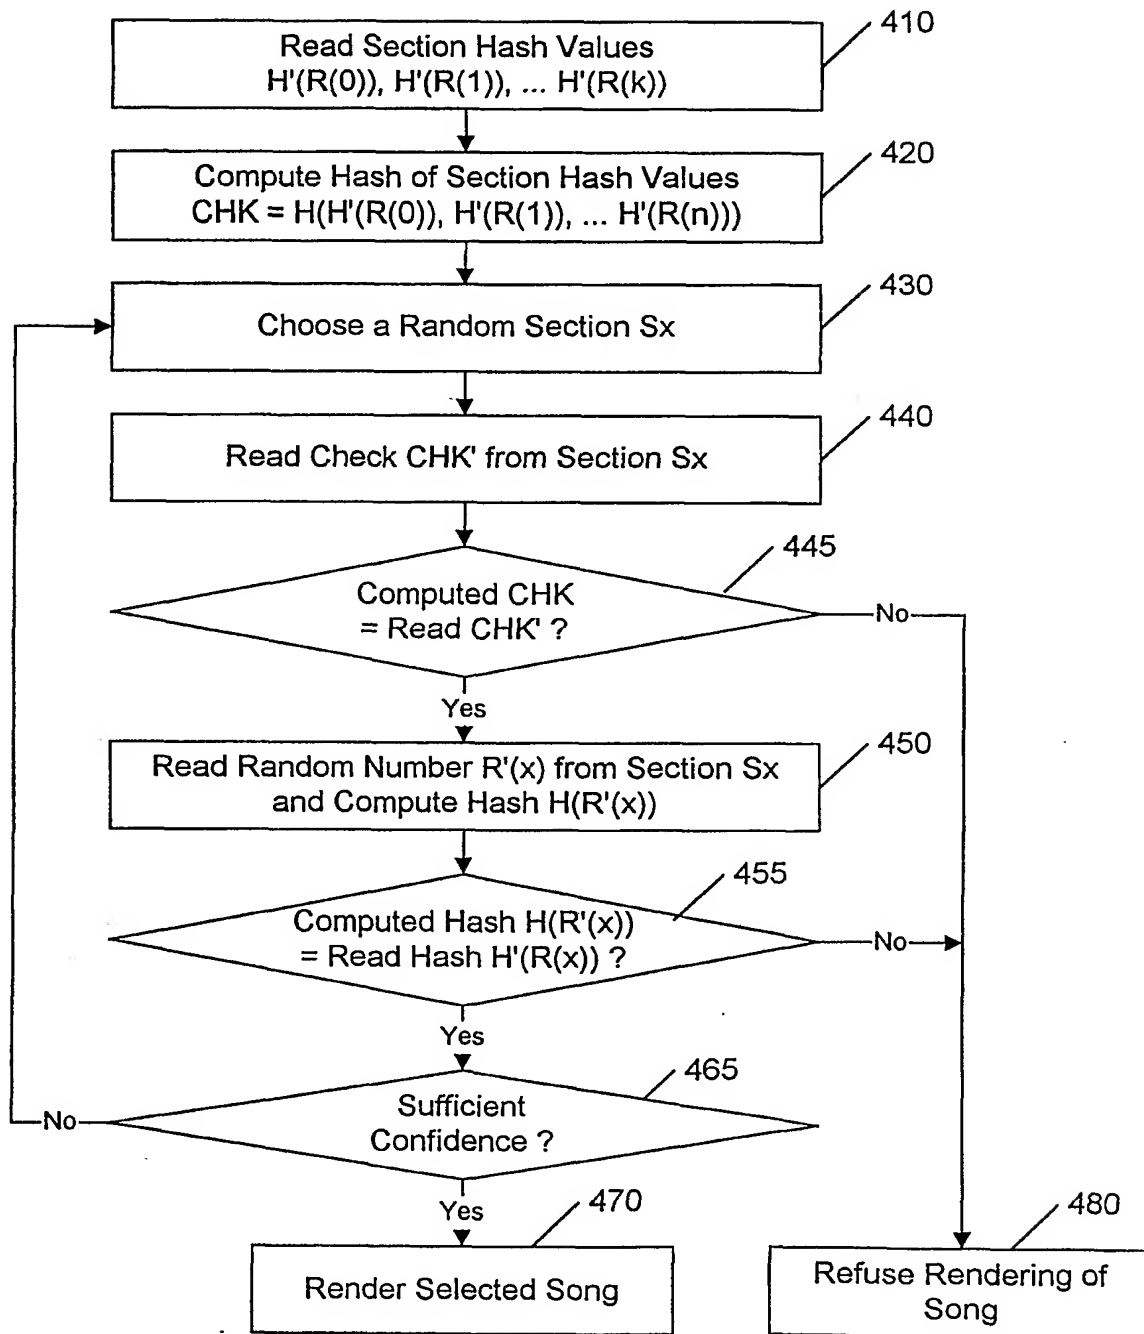 Read Section Hash Values
H'(R(0)), H'(R(1)), ... H'(R(k))
410
Compute Hash of Section Hash Values
CHK = H(H'(R(0)), H'(R(1)), ... H'(R(n)))
420
Choose a Random Section Sx
430
Read Check CHK' from Section Sx
440
Computed CHK
= Read CHK' ?
445
No
Yes
Read Random Number R'(x) from Section Sx
and Compute Hash H(R'(x))
450
Computed Hash H(R'(x))
= Read Hash H'(R(x)) ?
455
No
Yes
Sufficient
Confidence ?
465
No
Yes
Render Selected Song
470
Refuse Rendering of
Song
480